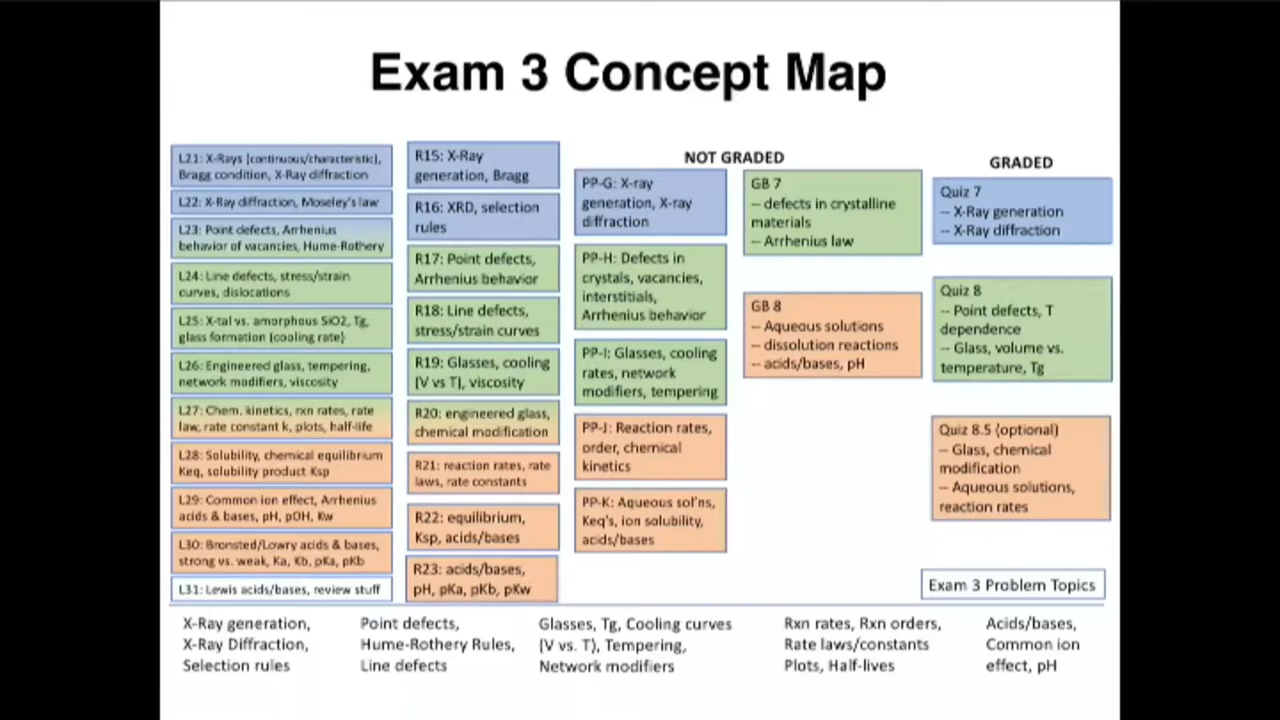 Exam 3 Concept Map
L21: X-Rays (continuous/characteristic),
Bragg condition, X-Ray diffraction
L22: X-Ray diffraction, Moseley's law
L23: Point defects, Arrhenius
behavior of vacancies, Hume-Rothery
L24: Line defects, stress/strain
curves, dislocations
L25: X-tal vs. amorphous SiO2, Tg,
glass formation (cooling rate)
L26: Engineered glass, tempering,
network modifiers, viscosity
L27: Chem. kinetics, rxn rates, rate
law, rate constant k, plots, half-life
L28: Solubility, chemical equilibrium
Keq, solubility product Ksp
L29: Common ion effect, Arrhenius
acids & bases, pH, pOH, Kw
L30: Bronsted/Lowry acids & bases,
strong vs. weak, Ka, Kb, pKa, pKb
L31: Lewis acids/bases, review stuff
R15: X-Ray
generation, Bragg
R16: XRD, selection
rules
R17: Point defects,
Arrhenius behavior
R18: Line defects,
stress/strain curves
R19: Glasses, cooling
(V vs T), viscosity
R20: engineered glass,
chemical modification
R21: reaction rates, rate
laws, rate constants
R22: equilibrium,
Ksp, acids/bases
R23: acids/bases,
pH, pKa, pKb, pKw
NOT GRADED
PP-G: X-ray
generation, X-ray
diffraction
PP-H: Defects in
crystals, vacancies,
interstitials,
Arrhenius behavior
PP-I: Glasses, cooling
rates, network
modifiers, tempering
PP-J: Reaction rates,
order, chemical
kinetics
PP-K: Aqueous sol'ns,
Keq's, ion solubility,
acids/bases
GB 7
-- defects in crystalline
materials
-- Arrhenius law
GB 8
-- Aqueous solutions
-- dissolution reactions
-- acids/bases, pH
GRADED
Quiz 7
-- X-Ray generation
-- X-Ray diffraction
Quiz 8
-- Point defects, T
dependence
-- Glass, volume vs.
temperature, Tg
Quiz 8.5 (optional)
-- Glass, chemical
modification
-- Aqueous solutions,
reaction rates
Exam 3 Problem Topics
X-Ray generation,
X-Ray Diffraction,
Selection rules
Point defects,
Hume-Rothery Rules,
Line defects
Glasses, Tg, Cooling curves
(V vs. T), Tempering,
Network modifiers
Rxn rates, Rxn orders,
Rate laws/constants
Plots, Half-lives
Acids/bases,
Common ion
effect, pH